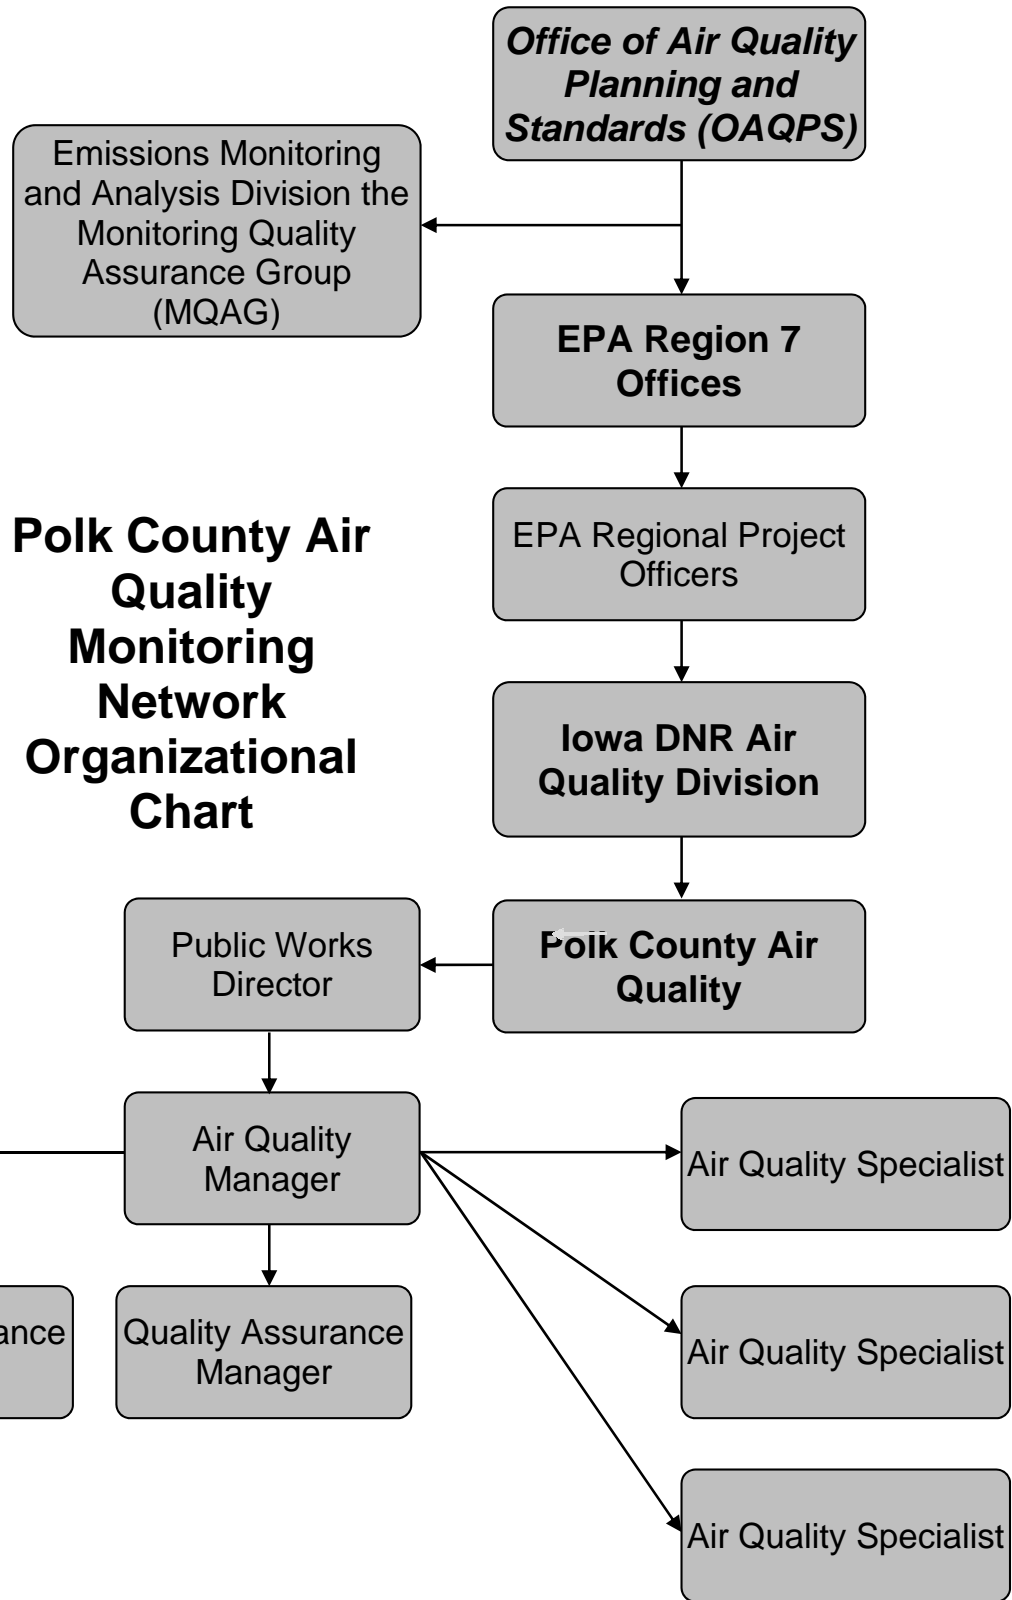 Office of Air Quality
Planning and
Standards (OAQPS)
Emissions Monitoring
and Analysis Division the
Monitoring Quality
Assurance Group
(MQAG)
EPA Region 7
Offices
EPA Regional Project
Officers
Polk County Air
Quality
Monitoring
Network
Organizational
Chart
Iowa DNR Air
Quality Division
Public Works
Director
Polk County Air
Quality
Air Quality
Manager
Air Quality Specialist
Quality Assurance
Manager
Air Quality Specialist
Air Quality Specialist